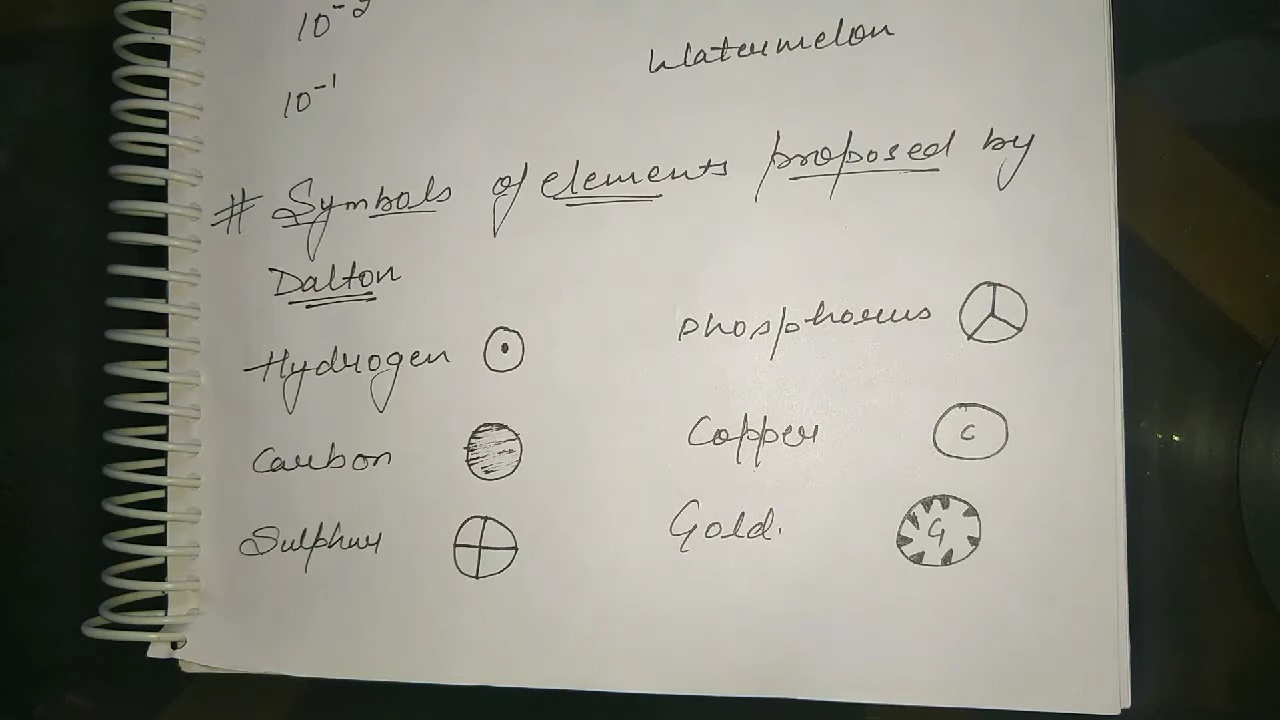 10⁻²
Watermelon
10⁻¹
# Symbols of elements proposed by
Dalton
Hydrogen
Phosphorus
Carbon
Copper C
Sulphur
Gold. G